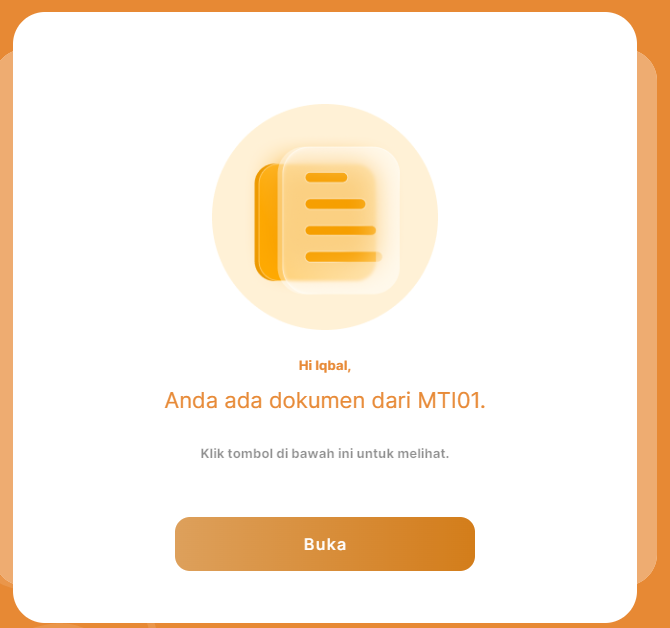 Hi Iqbal,
Anda ada dokumen dari MTI01.
Klik tombol di bawah ini untuk melihat.
Buka